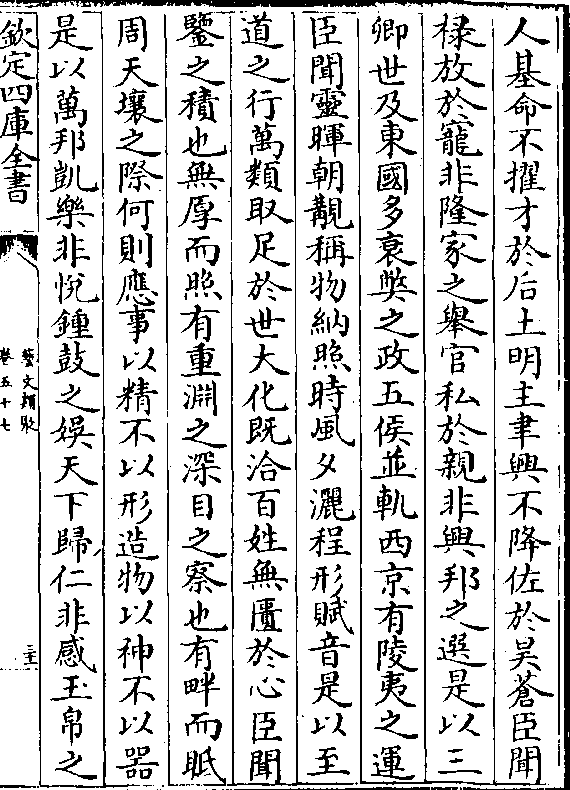 人基命不擢才於后土明主聿興不降佐於昊蒼臣聞
祿放於寵非隆家之舉官私於親非興邦之選是以三
卿世及東國多衰弊之政五侯並軌西京有陵夷之運
臣聞靈暉朝覯稱物納照時風夕灑程形賦音是以至
道之行萬類取足於世大化既洽百姓無匱於心臣聞
鑒之積也無厚而照有重淵之深目之察也有畔而眡
周天壤之際何則應事以精不以形造物以神不以器
是以萬邦凱樂非悅鍾鼓之娛天下歸仁非感玉帛之
欽定四庫全書
藝文類聚
卷五十七